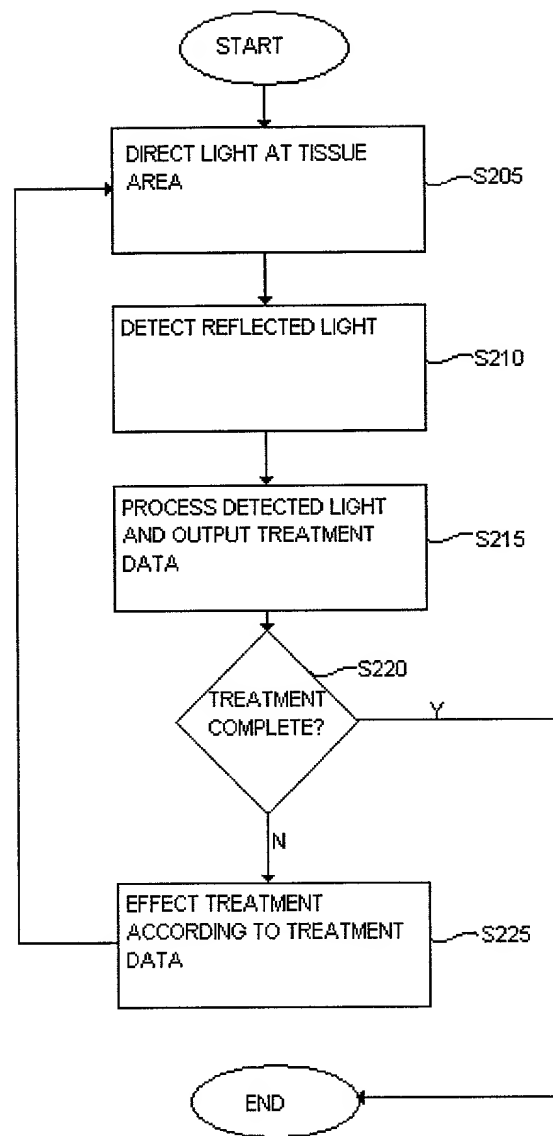 START
DIRECT LIGHT AT TISSUE
AREA
S205
DETECT REFLECTED LIGHT
S210
PROCESS DETECTED LIGHT
AND OUTPUT TREATMENT
DATA
S215
S220
TREATMENT
COMPLETE?
Y
N
EFFECT TREATMENT
ACCORDING TO TREATMENT
DATA
S225
END